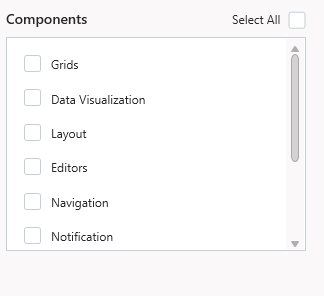 Components Select All
Grids
Data Visualization
Layout
Editors
Navigation
Notification